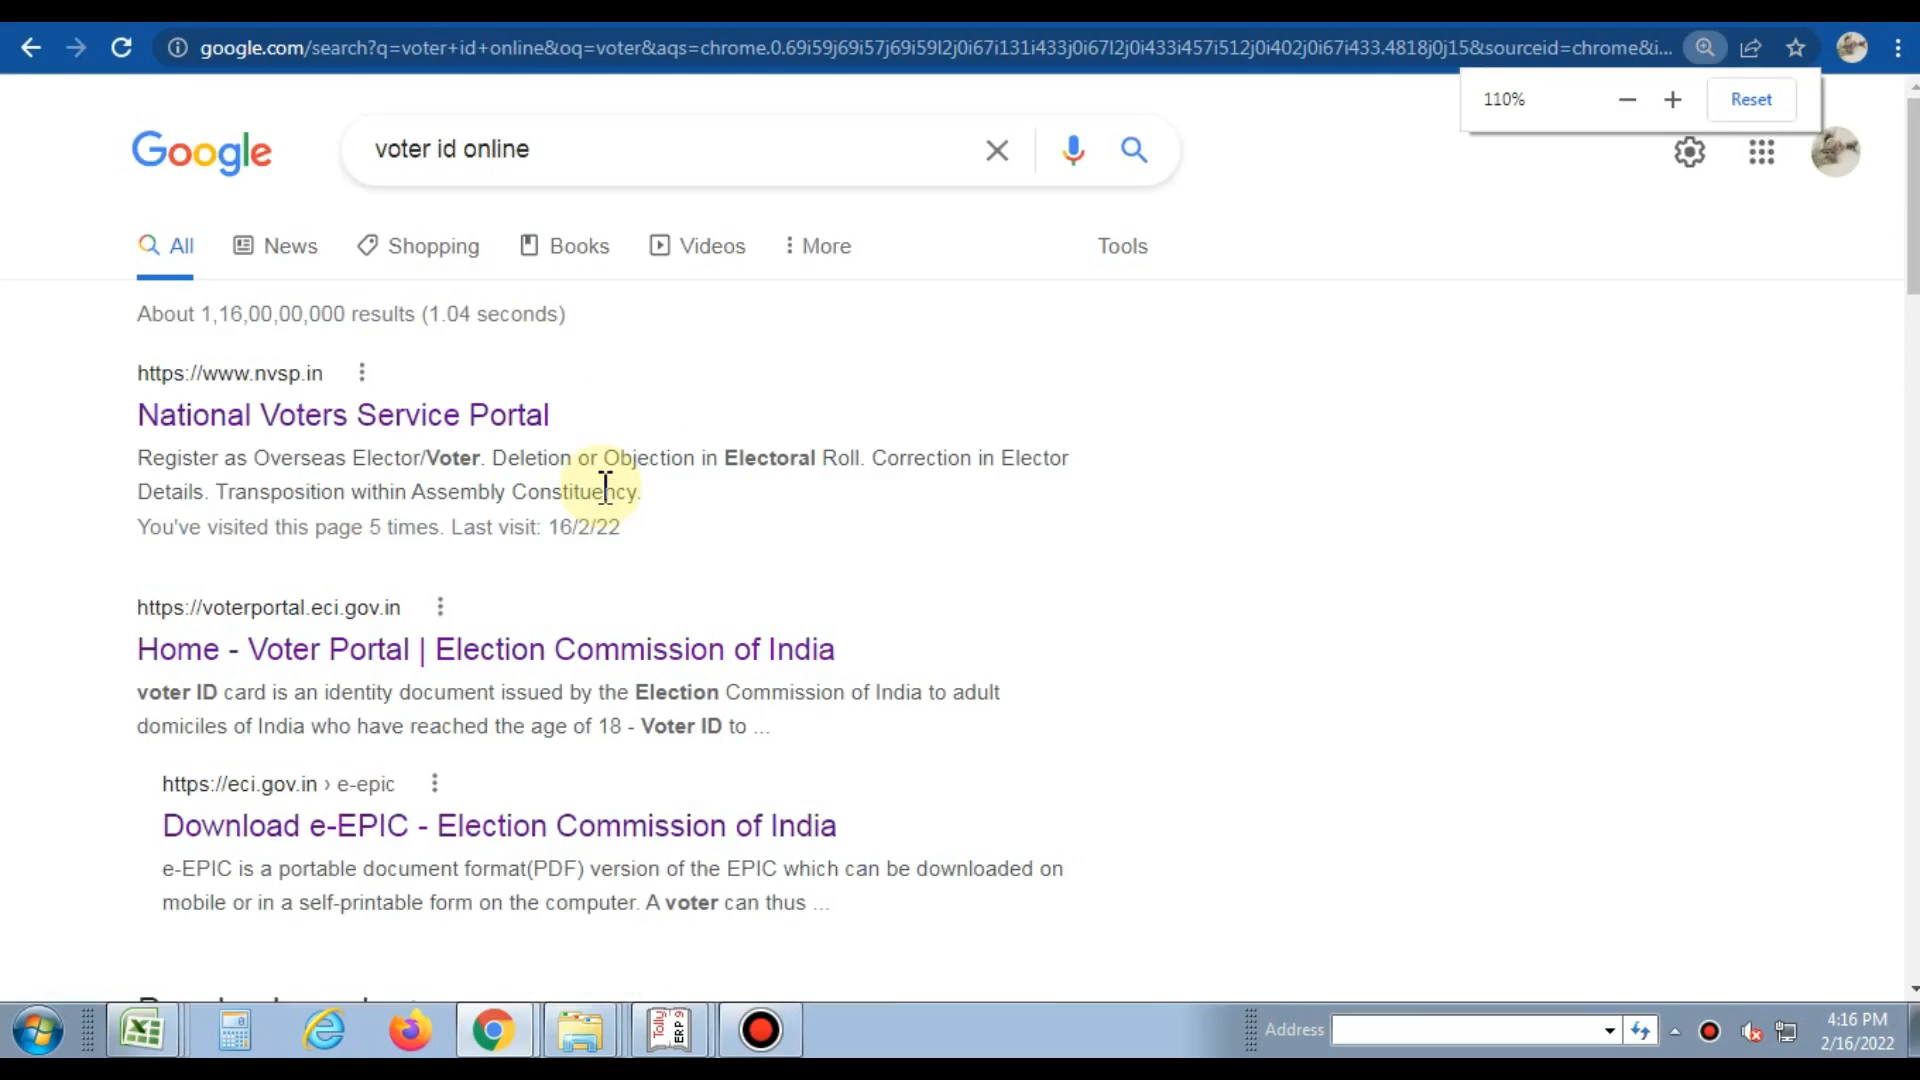 google.com/search?q=voter+id+online&oq=voter&aqs=chrome.0.69i59j69i57j69i59l2j0i67i131i433j0i67l2j0i433i457i512j0i402j0i67i433.4818j0j15&sourceid=chrome&i...
110%
Reset
Google
voter id online
All
News
Shopping
Books
Videos
More
Tools
About 1,16,00,00,000 results (1.04 seconds)
https://www.nvsp.in
National Voters Service Portal
Register as Overseas Elector/Voter. Deletion or Objection in Electoral Roll. Correction in Elector
Details. Transposition within Assembly Constituency.
You've visited this page 5 times. Last visit: 16/2/22
https://voterportal.eci.gov.in
Home - Voter Portal | Election Commission of India
voter ID card is an identity document issued by the Election Commission of India to adult
domiciles of India who have reached the age of 18 - Voter ID to ...
https://eci.gov.in › e-epic
Download e-EPIC - Election Commission of India
e-EPIC is a portable document format(PDF) version of the EPIC which can be downloaded on
mobile or in a self-printable form on the computer. A voter can thus ...
Tally
ERP 9
Address
4:16 PM
2/16/2022